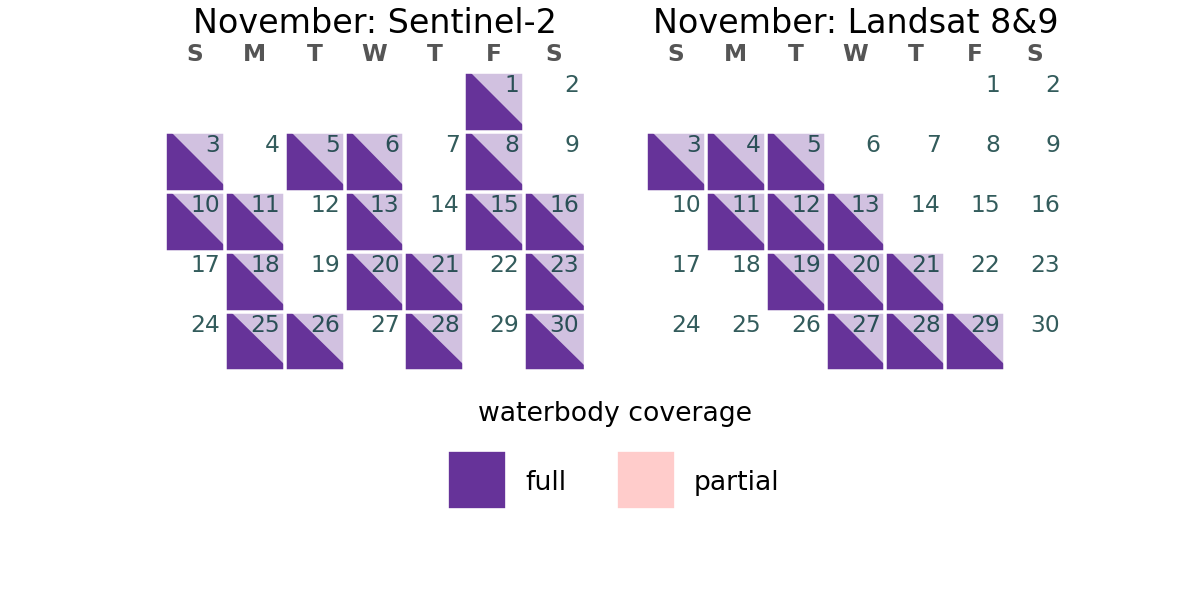 November: Sentinel-2
S M T W T F S
1 2
3 4 5 6 7 8 9
10 11 12 13 14 15 16
17 18 19 20 21 22 23
24 25 26 27 28 29 30
November: Landsat 8&9
S M T W T F S
1 2
3 4 5 6 7 8 9
10 11 12 13 14 15 16
17 18 19 20 21 22 23
24 25 26 27 28 29 30
waterbody coverage
full partial